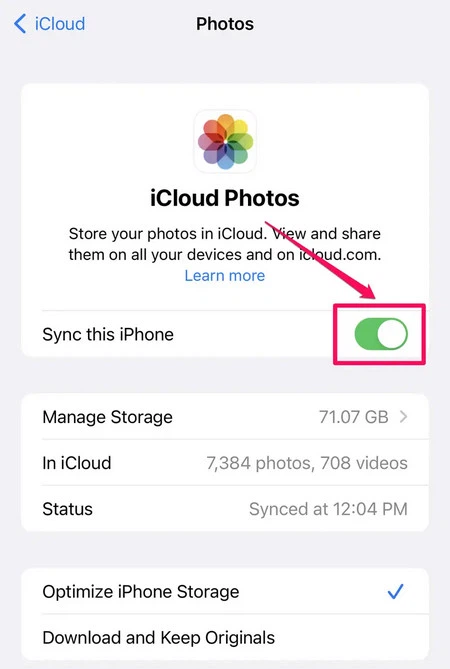 iCloud
Photos
iCloud Photos
Store your photos in iCloud. View and share
them on all your devices and on icloud.com.
Learn more
Sync this iPhone
Manage Storage 71.07 GB
In iCloud 7,384 photos, 708 videos
Status Synced at 12:04 PM
Optimize iPhone Storage
Download and Keep Originals